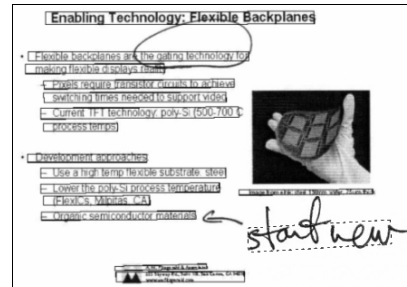 Enabling Technology: Flexible Backplanes
• Flexible backplanes are the gating technology for
making flexible displays real
– Pixels require transistor circuits to achieve
switching times needed to support video
– Current TFT technology: poly-Si (500-700 C
process temps)
• Development approaches
– Use a high temp flexible substrate: steel
– Lower the poly-Si process temperature
(FlexICs, Milpitas, CA)
– Organic semiconductor materials
start new